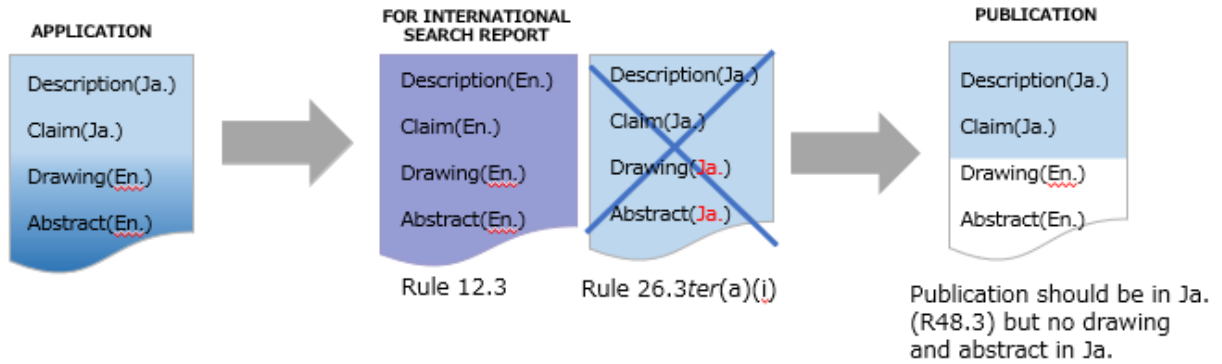 APPLICATION
Description(Ja.)
Claim(Ja.)
Drawing(En.)
Abstract(En.)
FOR INTERNATIONAL
SEARCH REPORT
Description(En.)
Claim(En.)
Drawing(En.)
Abstract(En.)
Rule 12.3
Description(Ja.)
Claim(Ja.)
Drawing(Ja.)
Abstract(Ja.)
Rule 26.3ter(a)(i)
PUBLICATION
Description(Ja.)
Claim(Ja.)
Drawing(En.)
Abstract(En.)
Publication should be in Ja.
(R48.3) but no drawing
and abstract in Ja.